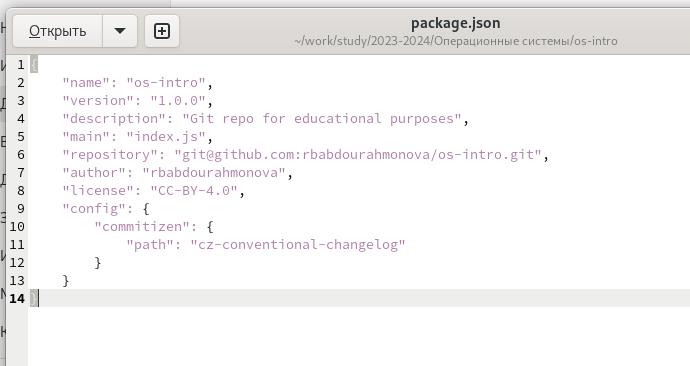 Открыть
package.json
~/work/study/2023-2024/Операционные системы/os-intro
1 {
2     "name": "os-intro",
3     "version": "1.0.0",
4     "description": "Git repo for educational purposes",
5     "main": "index.js",
6     "repository": "git@github.com:rbabdourahmonova/os-intro.git",
7     "author": "rbabdourahmonova",
8     "license": "CC-BY-4.0",
9     "config": {
10         "commitizen": {
11             "path": "cz-conventional-changelog"
12         }
13     }
14 }